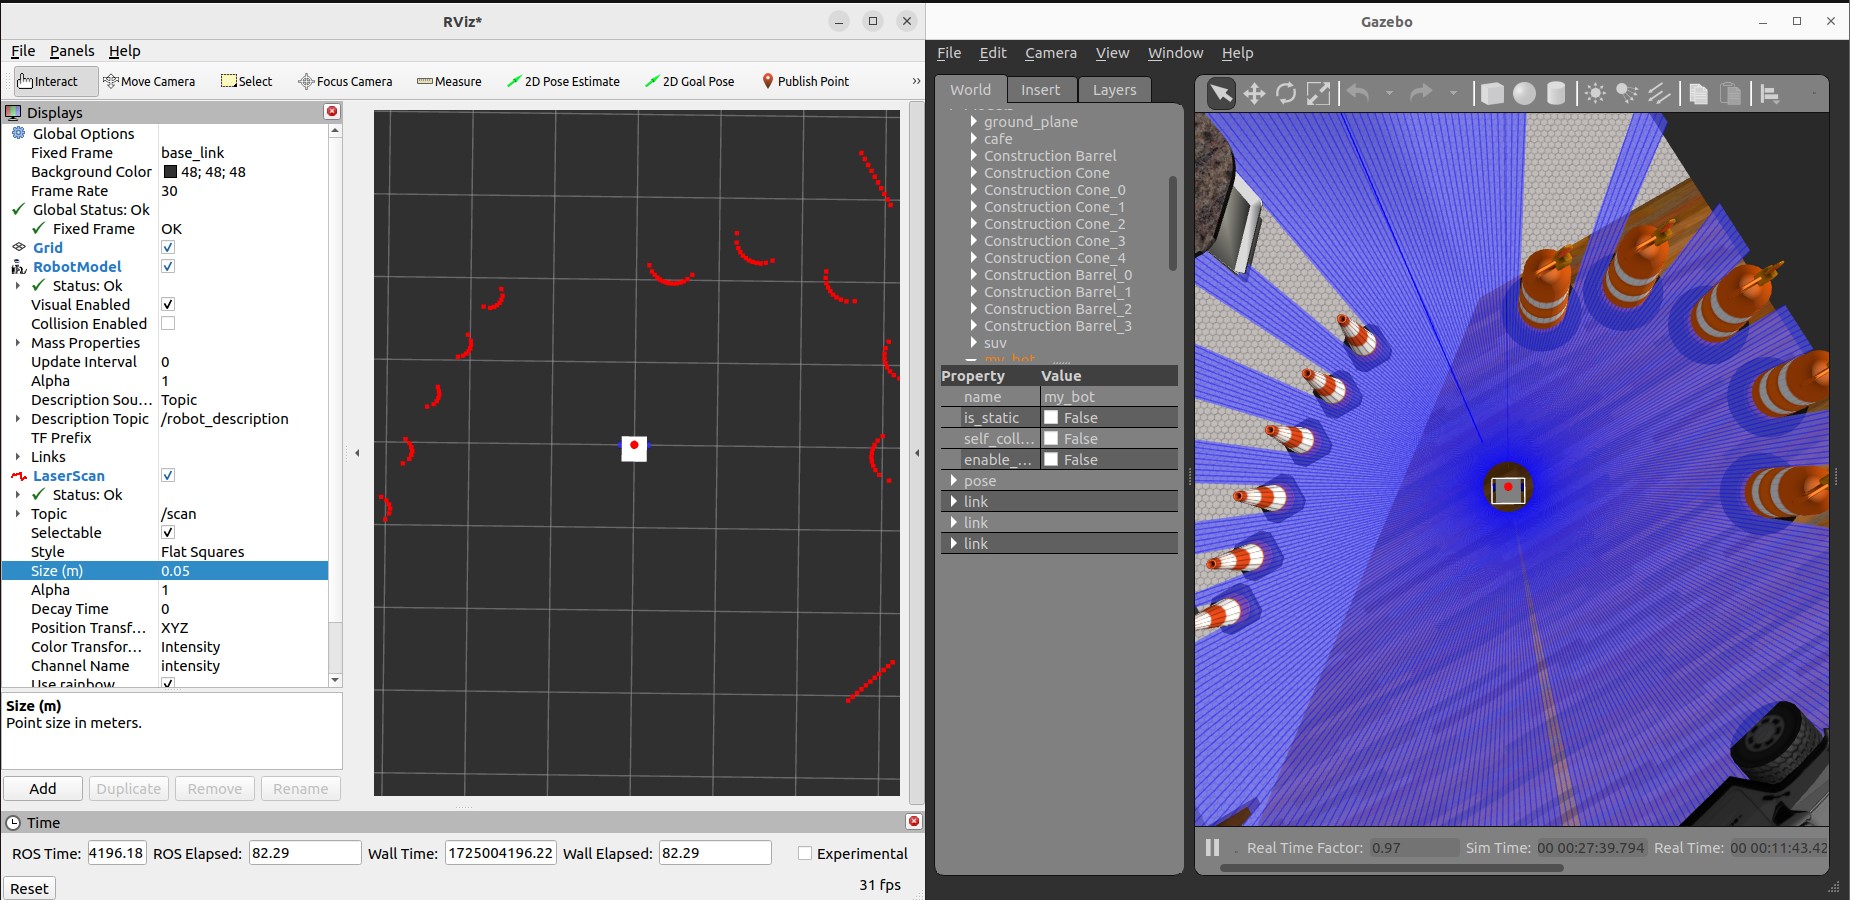 RViz*
File Panels Help
Interact Move Camera Select Focus Camera Measure 2D Pose Estimate 2D Goal Pose Publish Point »
Displays
Global Options
Fixed Frame base_link
Background Color 48; 48; 48
Frame Rate 30
Global Status: Ok
Fixed Frame OK
Grid
RobotModel
Status: Ok
Visual Enabled
Collision Enabled
Mass Properties
Update Interval 0
Alpha 1
Description Sou... Topic
Description Topic /robot_description
TF Prefix
Links
LaserScan
Status: Ok
Topic /scan
Selectable
Style Flat Squares
Size (m) 0.05
Alpha 1
Decay Time 0
Position Transf... XYZ
Color Transfor... Intensity
Channel Name intensity
Use rainbow
Size (m)
Point size in meters.
Add Duplicate Remove Rename
Time
ROS Time: 4196.18 ROS Elapsed: 82.29 Wall Time: 1725004196.22 Wall Elapsed: 82.29 Experimental
Reset 31 fps
Gazebo
File Edit Camera View Window Help
World Insert Layers
ground_plane
cafe
Construction Barrel
Construction Cone
Construction Cone_0
Construction Cone_1
Construction Cone_2
Construction Cone_3
Construction Cone_4
Construction Barrel_0
Construction Barrel_1
Construction Barrel_2
Construction Barrel_3
suv
my_bot
Property Value
name my_bot
is_static False
self_coll... False
enable_... False
pose
link
link
link
Real Time Factor: 0.97 Sim Time: 00 00:27:39.794 Real Time: 00 00:11:43.42